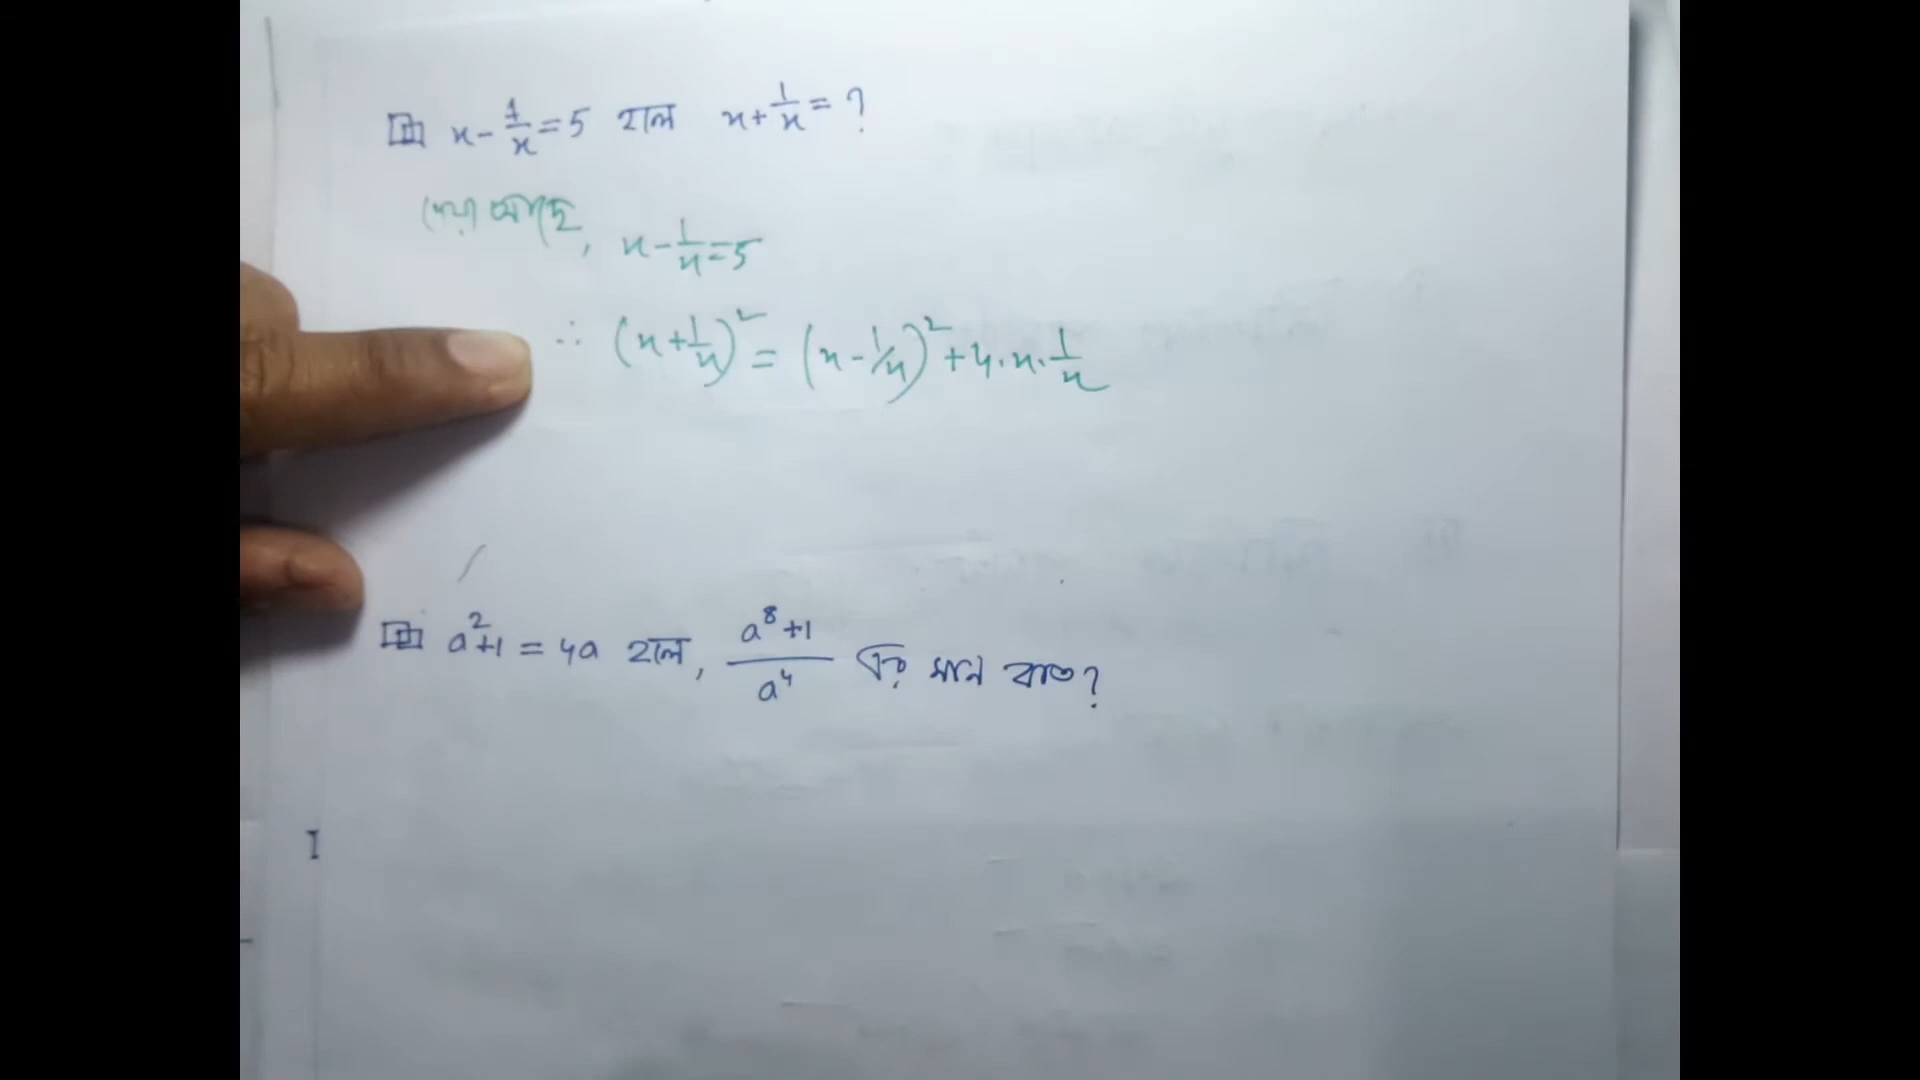 x - 1/x = 5 হলে x + 1/x = ?
দেয়া আছে, x - 1/x = 5
∴ (x + 1/x)² = (x - 1/x)² + 4·x·1/x
a² + 1 = 4a হলে, (a⁸ + 1)/a⁴ এর মান কত?